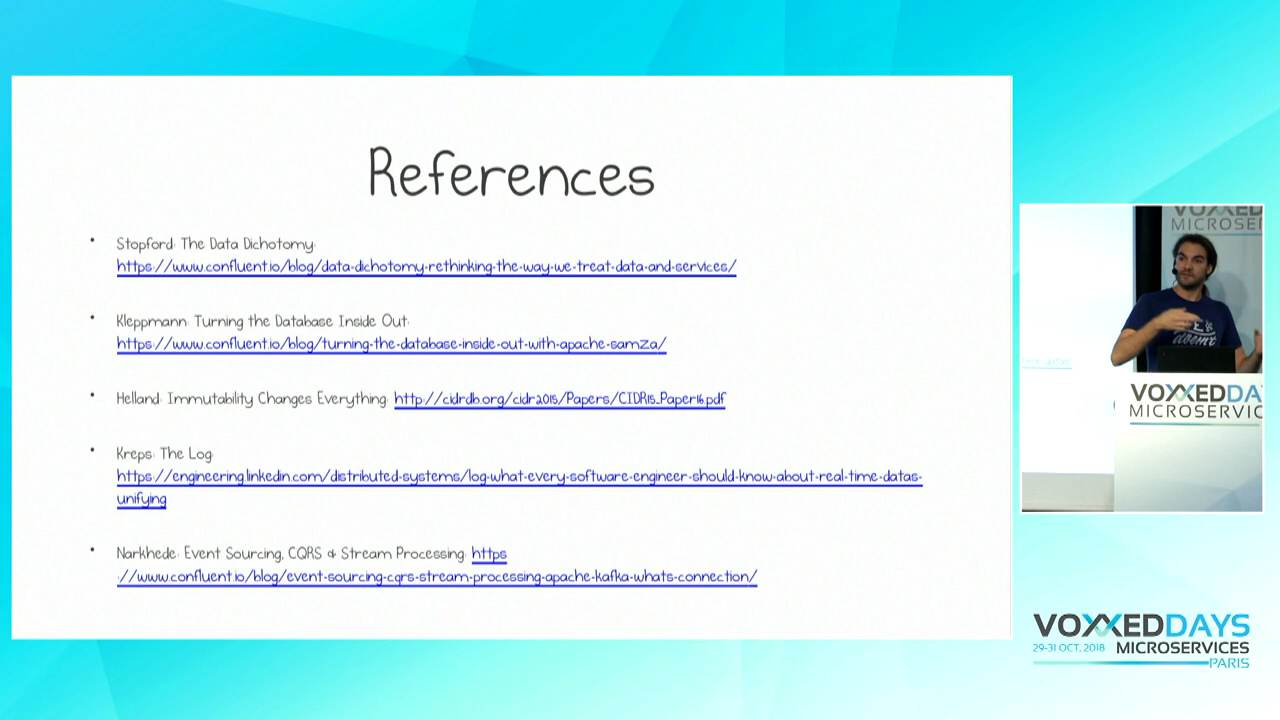 References
• Stopford: The Data Dichotomy:
https://www.confluent.io/blog/data-dichotomy-rethinking-the-way-we-treat-data-and-services/
• Kleppmann: Turning the Database Inside Out:
https://www.confluent.io/blog/turning-the-database-inside-out-with-apache-samza/
• Helland: Immutability Changes Everything: http://cidrdb.org/cidr2015/Papers/CIDR15_Paper16.pdf
• Kreps: The Log:
https://engineering.linkedin.com/distributed-systems/log-what-every-software-engineer-should-know-about-real-time-datas-
unifying
• Narkhede: Event Sourcing, CQRS & Stream Processing: https
://www.confluent.io/blog/event-sourcing-cqrs-stream-processing-apache-kafka-whats-connection/
VOXXED
MICROSER
doesn't
VOXXEDDA
MICROSERVIC
VOXXEDDAYS
29-31 OCT, 2018 MICROSERVICES
PARIS